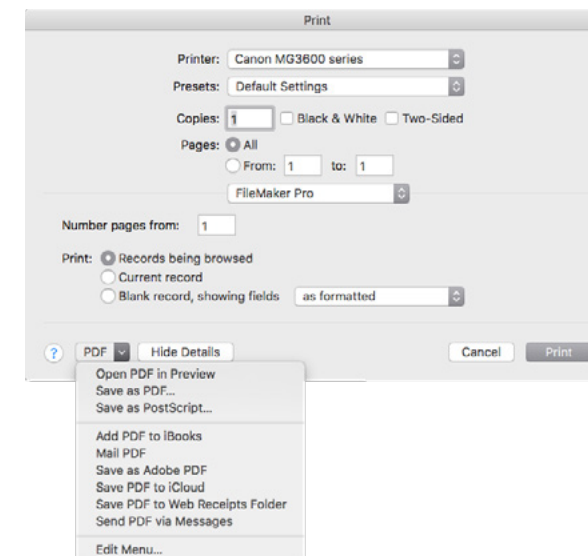 Print
Printer: Canon MG3600 series
Presets: Default Settings
Copies: 1 Black & White Two-Sided
Pages: All
From: 1 to: 1
FileMaker Pro
Number pages from: 1
Print: Records being browsed
Current record
Blank record, showing fields as formatted
? PDF Hide Details Cancel Print
Open PDF in Preview
Save as PDF...
Save as PostScript...
Add PDF to iBooks
Mail PDF
Save as Adobe PDF
Save PDF to iCloud
Save PDF to Web Receipts Folder
Send PDF via Messages
Edit Menu...